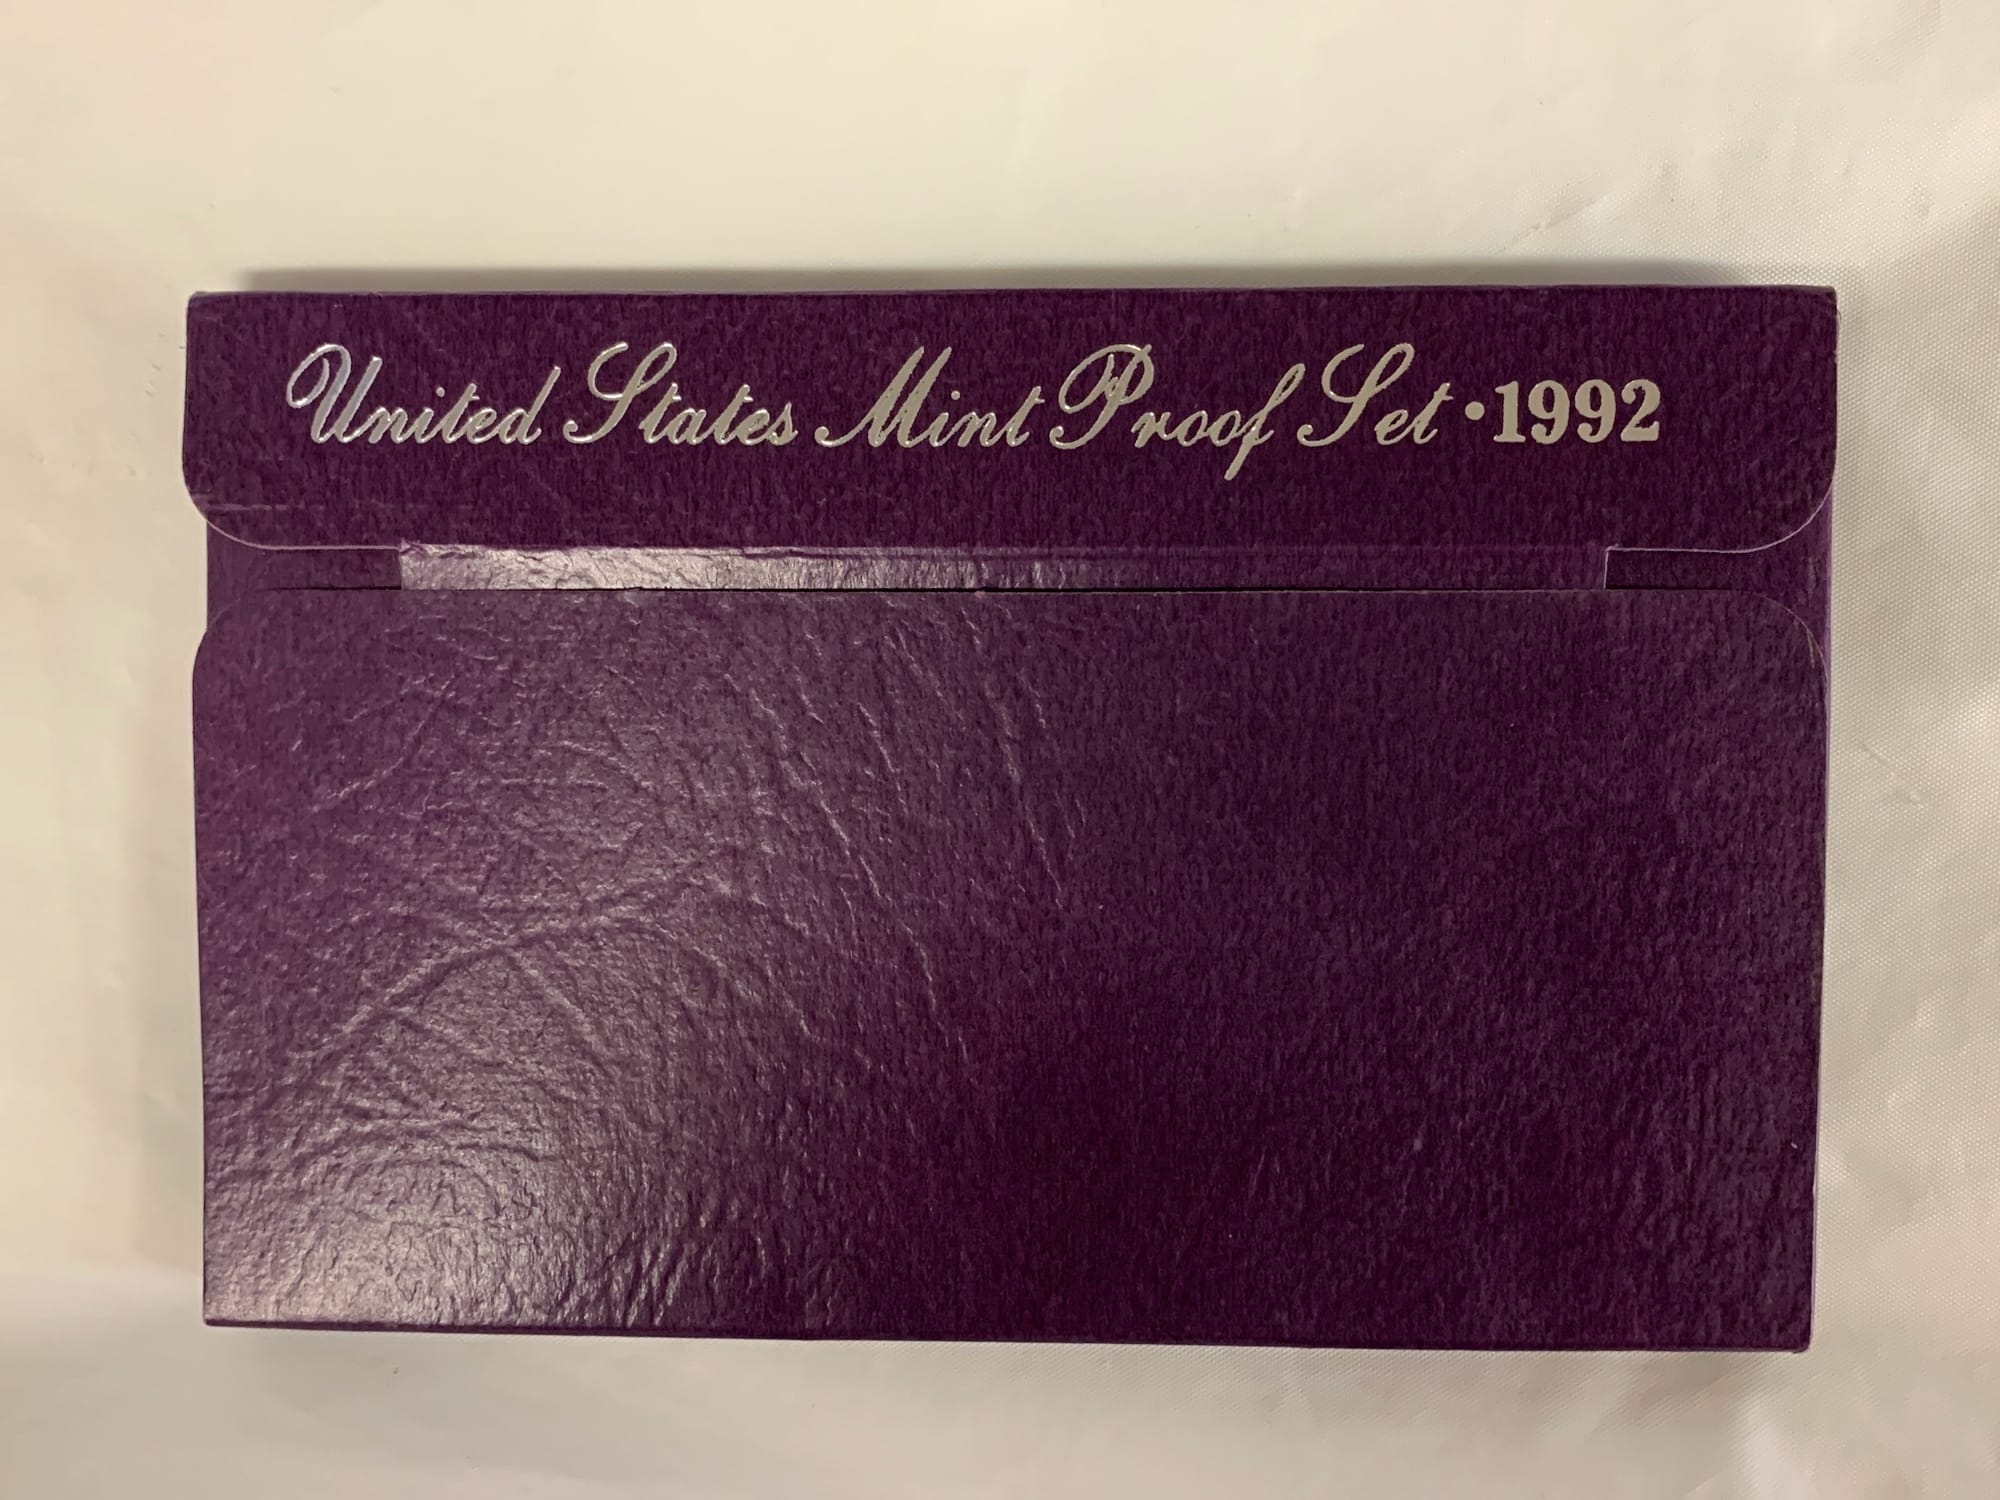 United States Mint Proof Set · 1992